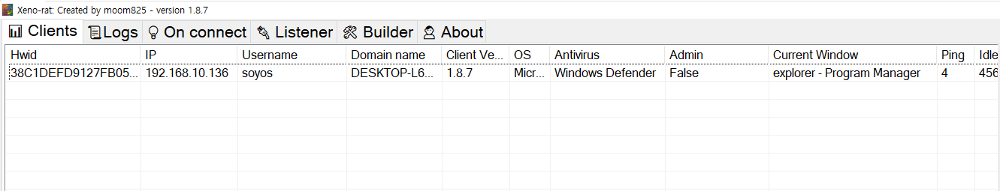 Xeno-rat: Created by moom825 - version 1.8.7
Clients Logs On connect Listener Builder About
Hwid IP Username Domain name Client Ve... OS Antivirus Admin Current Window Ping Idle
38C1DEFD9127FB05... 192.168.10.136 soyos DESKTOP-L6... 1.8.7 Micr... Windows Defender False explorer - Program Manager 4 456